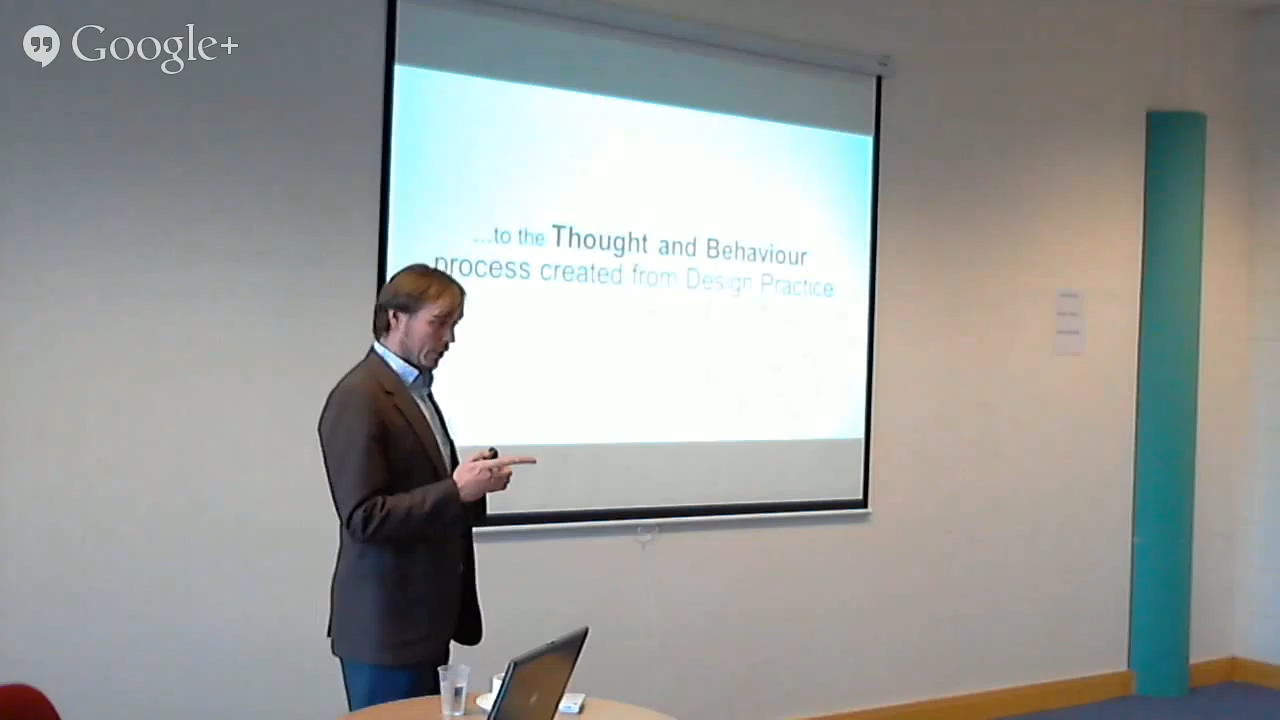 Google+
...to the Thought and Behaviour
process created from Design Practice